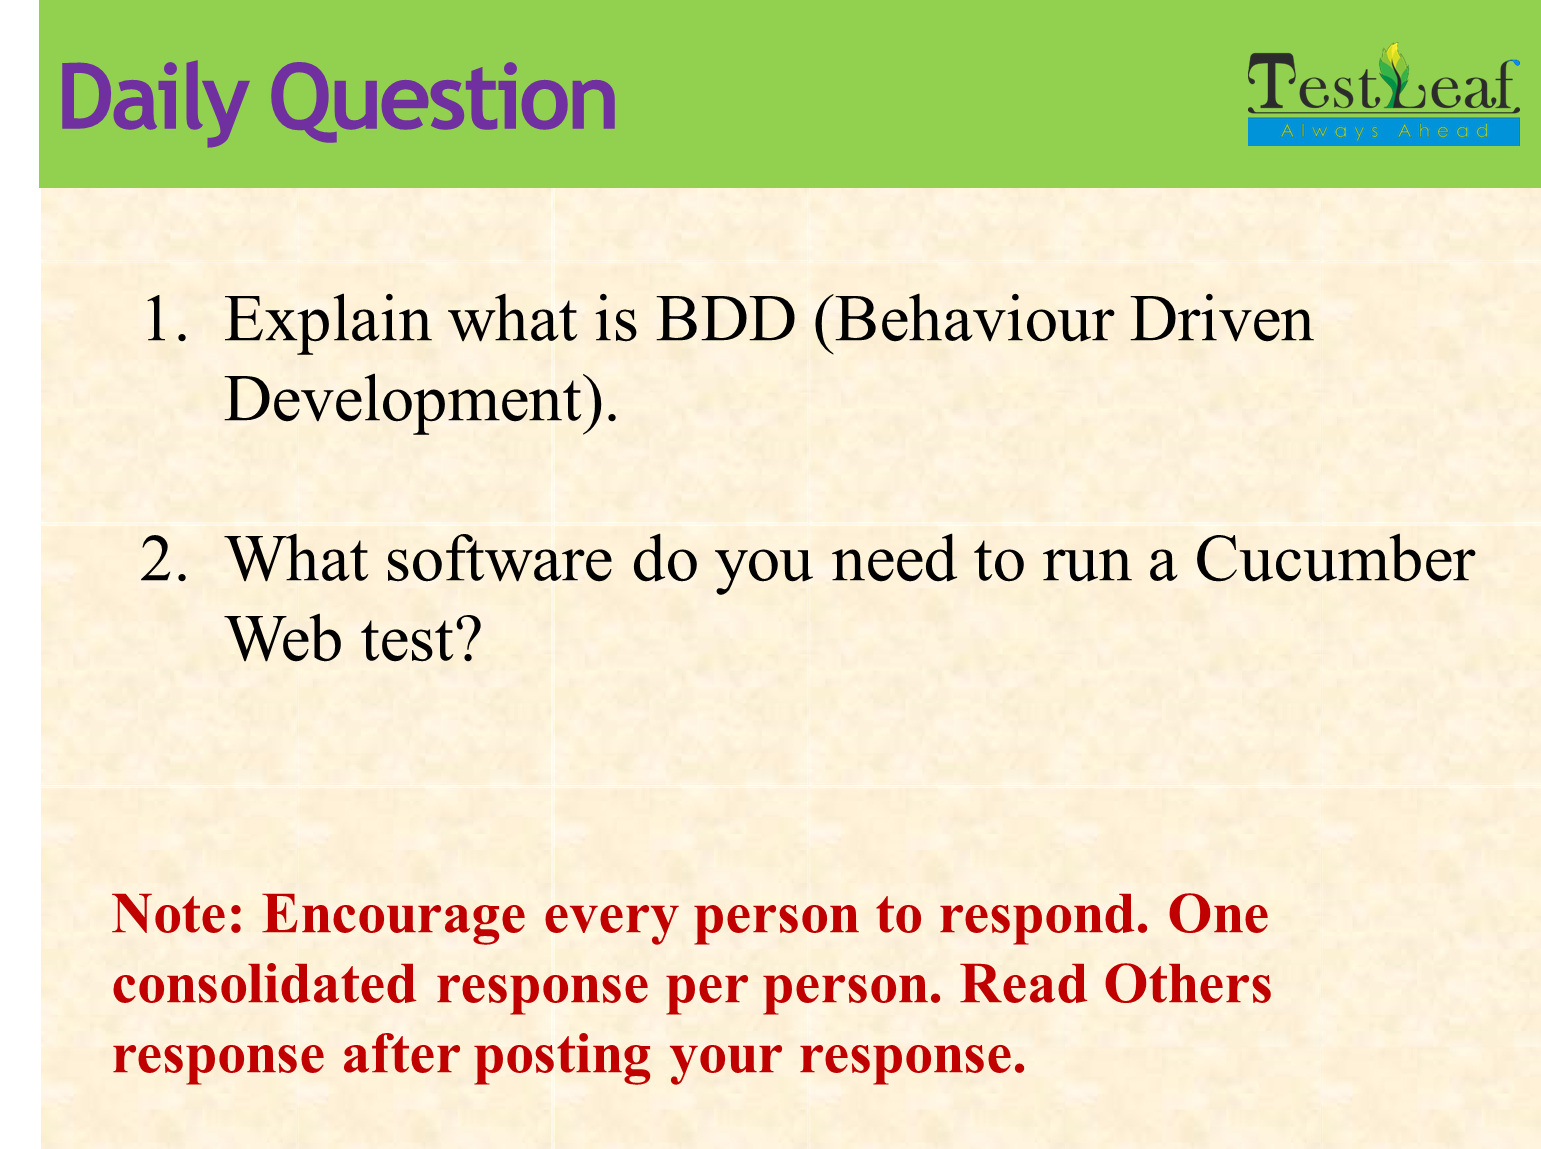 Daily Question
TestLeaf
Always Ahead
1. Explain what is BDD (Behaviour Driven
Development).
2. What software do you need to run a Cucumber
Web test?
Note: Encourage every person to respond. One
consolidated response per person. Read Others
response after posting your response.